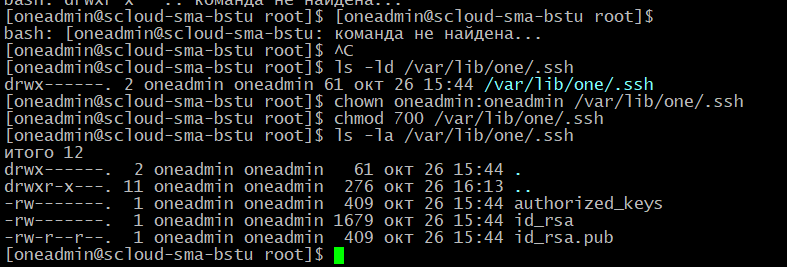 [oneadmin@scloud-sma-bstu root]$ [oneadmin@scloud-sma-bstu root]$
bash: [oneadmin@scloud-sma-bstu: команда не найдена...
[oneadmin@scloud-sma-bstu root]$ ^C
[oneadmin@scloud-sma-bstu root]$ ls -ld /var/lib/one/.ssh
drwx------. 2 oneadmin oneadmin 61 окт 26 15:44 /var/lib/one/.ssh
[oneadmin@scloud-sma-bstu root]$ chown oneadmin:oneadmin /var/lib/one/.ssh
[oneadmin@scloud-sma-bstu root]$ chmod 700 /var/lib/one/.ssh
[oneadmin@scloud-sma-bstu root]$ ls -la /var/lib/one/.ssh
итого 12
drwx------.  2 oneadmin oneadmin   61 окт 26 15:44 .
drwxr-x---. 11 oneadmin oneadmin  276 окт 26 16:13 ..
-rw-------.  1 oneadmin oneadmin  409 окт 26 15:44 authorized_keys
-rw-------.  1 oneadmin oneadmin 1679 окт 26 15:44 id_rsa
-rw-r--r--.  1 oneadmin oneadmin  409 окт 26 15:44 id_rsa.pub
[oneadmin@scloud-sma-bstu root]$